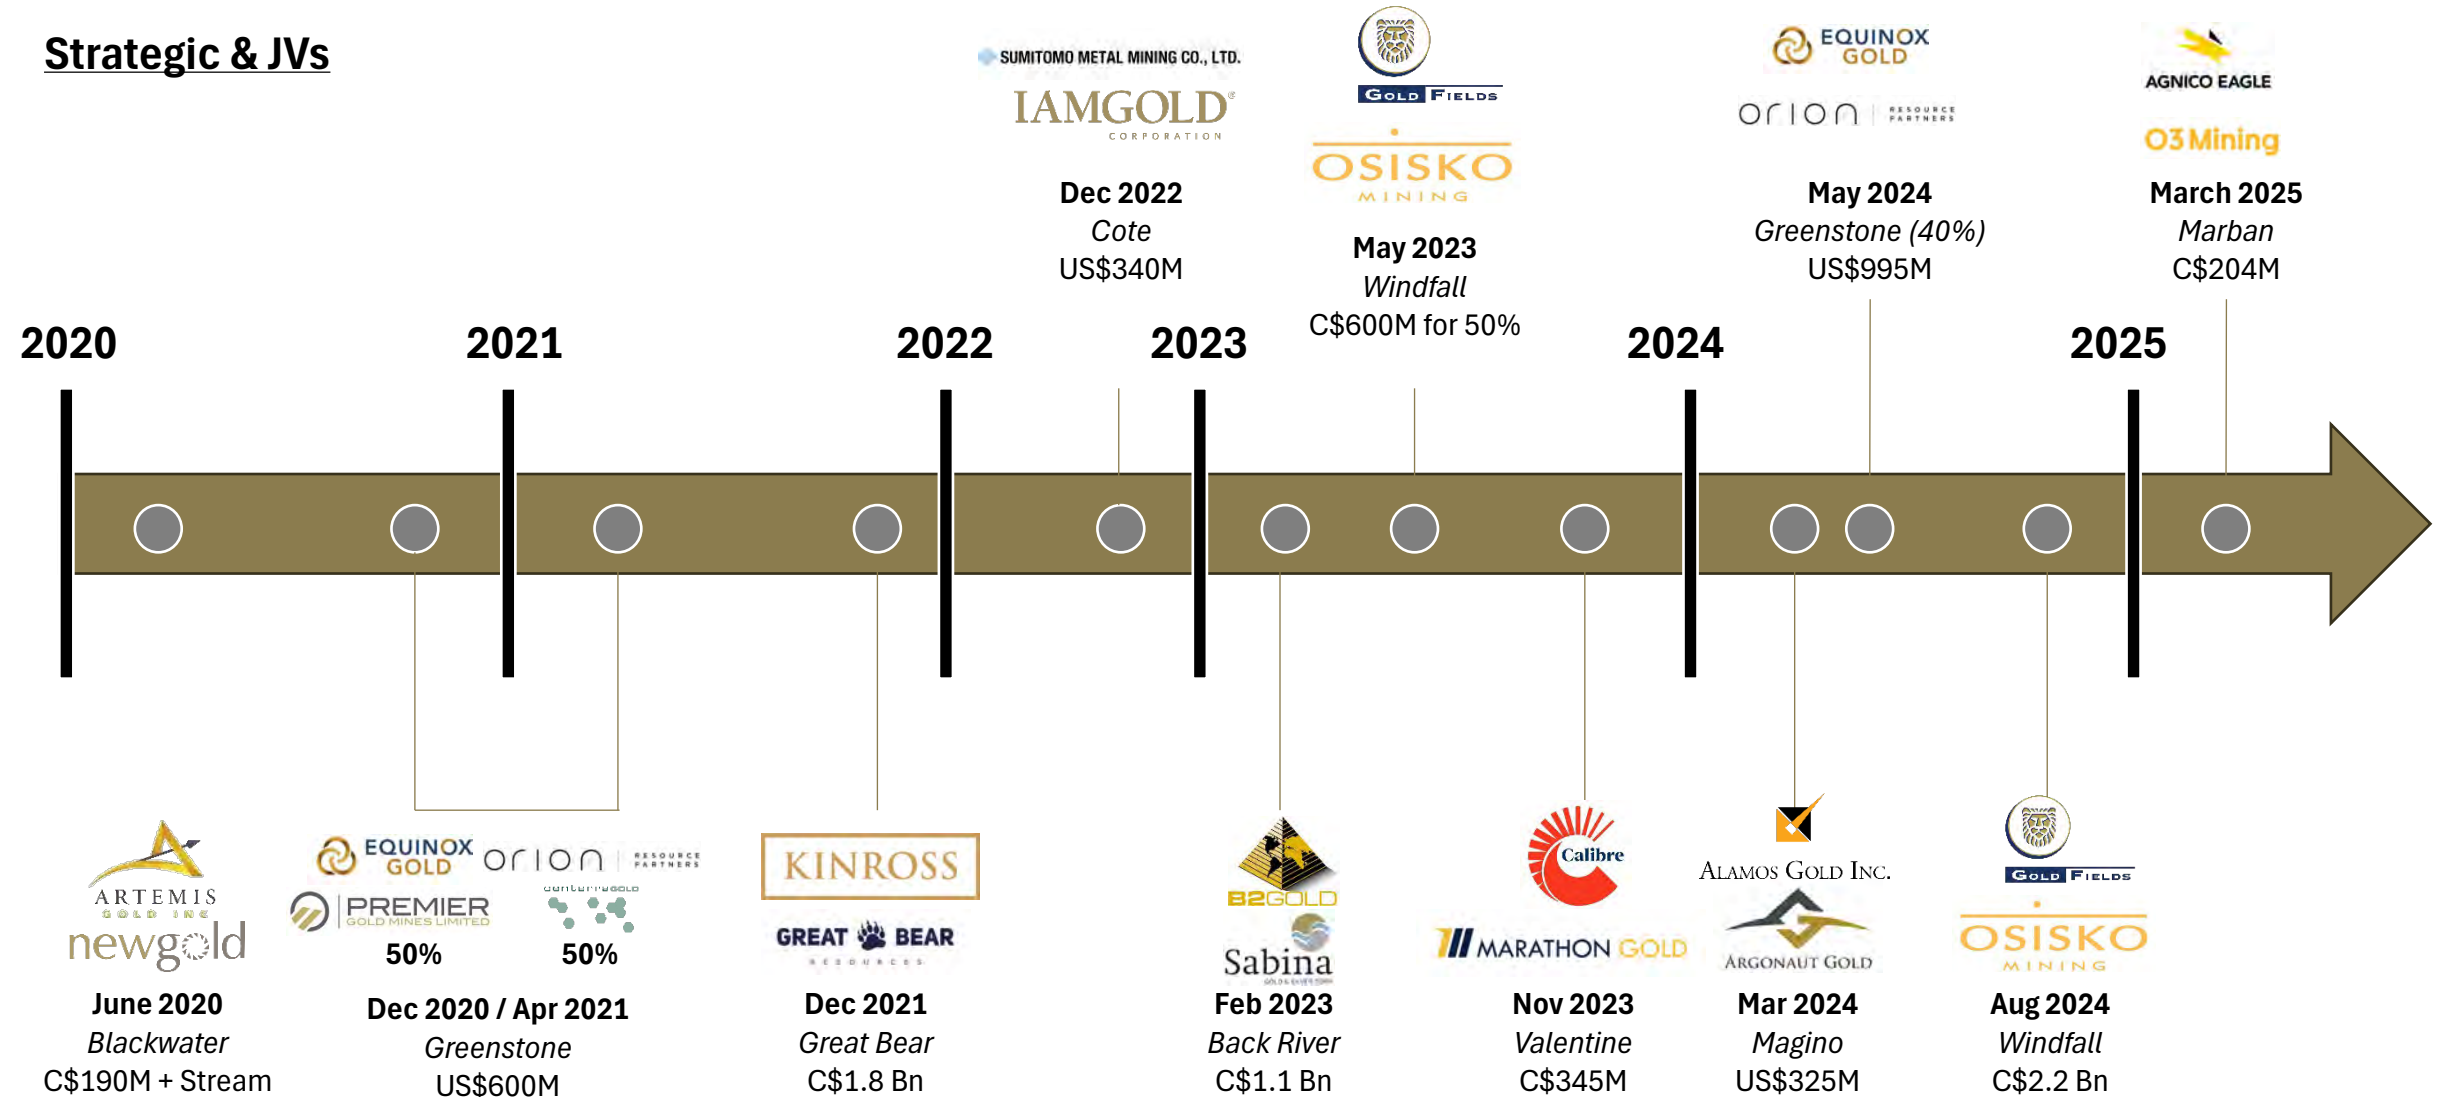 Strategic & JVs
SUMITOMO METAL MINING CO., LTD.
IAMGOLD®
CORPORATION
Dec 2022
Cote
US$340M
GOLD FIELDS
OSISKO
MINING
May 2023
Windfall
C$600M for 50%
EQUINOX
GOLD
orion RESOURCE
PARTNERS
May 2024
Greenstone (40%)
US$995M
AGNICO EAGLE
O3 Mining
March 2025
Marban
C$204M
2020
2021
2022
2023
2024
2025
ARTEMIS
GOLD INC
newgold
June 2020
Blackwater
C$190M + Stream
EQUINOX
GOLD
orion RESOURCE
PARTNERS
PREMIER
GOLD MINES LIMITED
centerraGOLD
50%
50%
Dec 2020 / Apr 2021
Greenstone
US$600M
KINROSS
GREAT BEAR
RESOURCES
Dec 2021
Great Bear
C$1.8 Bn
B2GOLD
Sabina
GOLD & SILVER CORP
Feb 2023
Back River
C$1.1 Bn
Calibre
MARATHON GOLD
Nov 2023
Valentine
C$345M
ALAMOS GOLD INC.
ARGONAUT GOLD
Mar 2024
Magino
US$325M
GOLD FIELDS
OSISKO
MINING
Aug 2024
Windfall
C$2.2 Bn